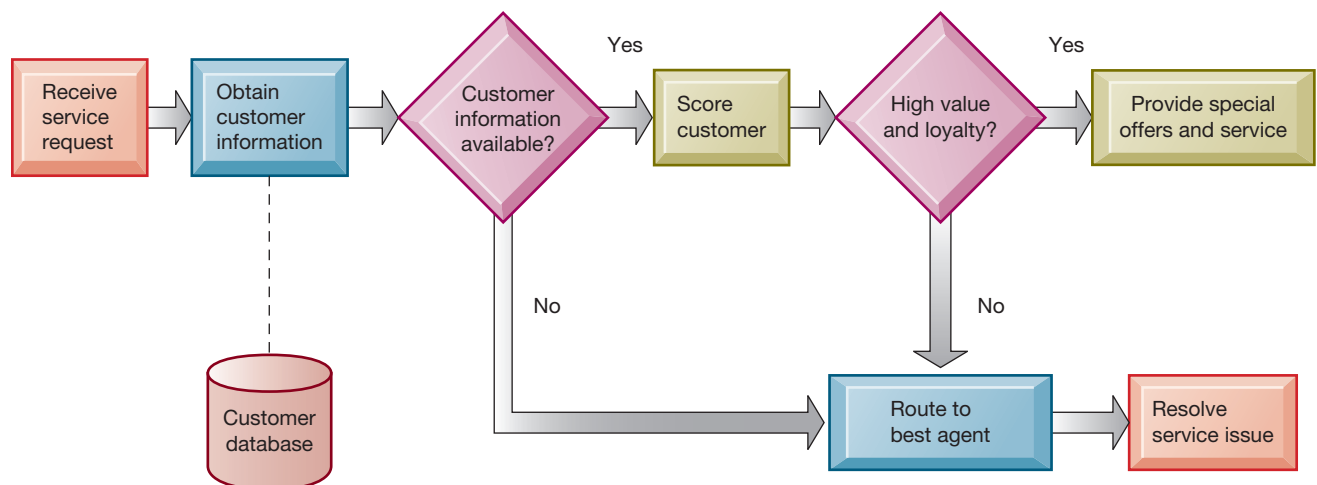 Receive
service
request
Obtain
customer
information
Customer
information
available?
Yes
Score
customer
High value
and loyalty?
Yes
Provide special
offers and service
No
No
Customer
database
Route to
best agent
Resolve
service issue